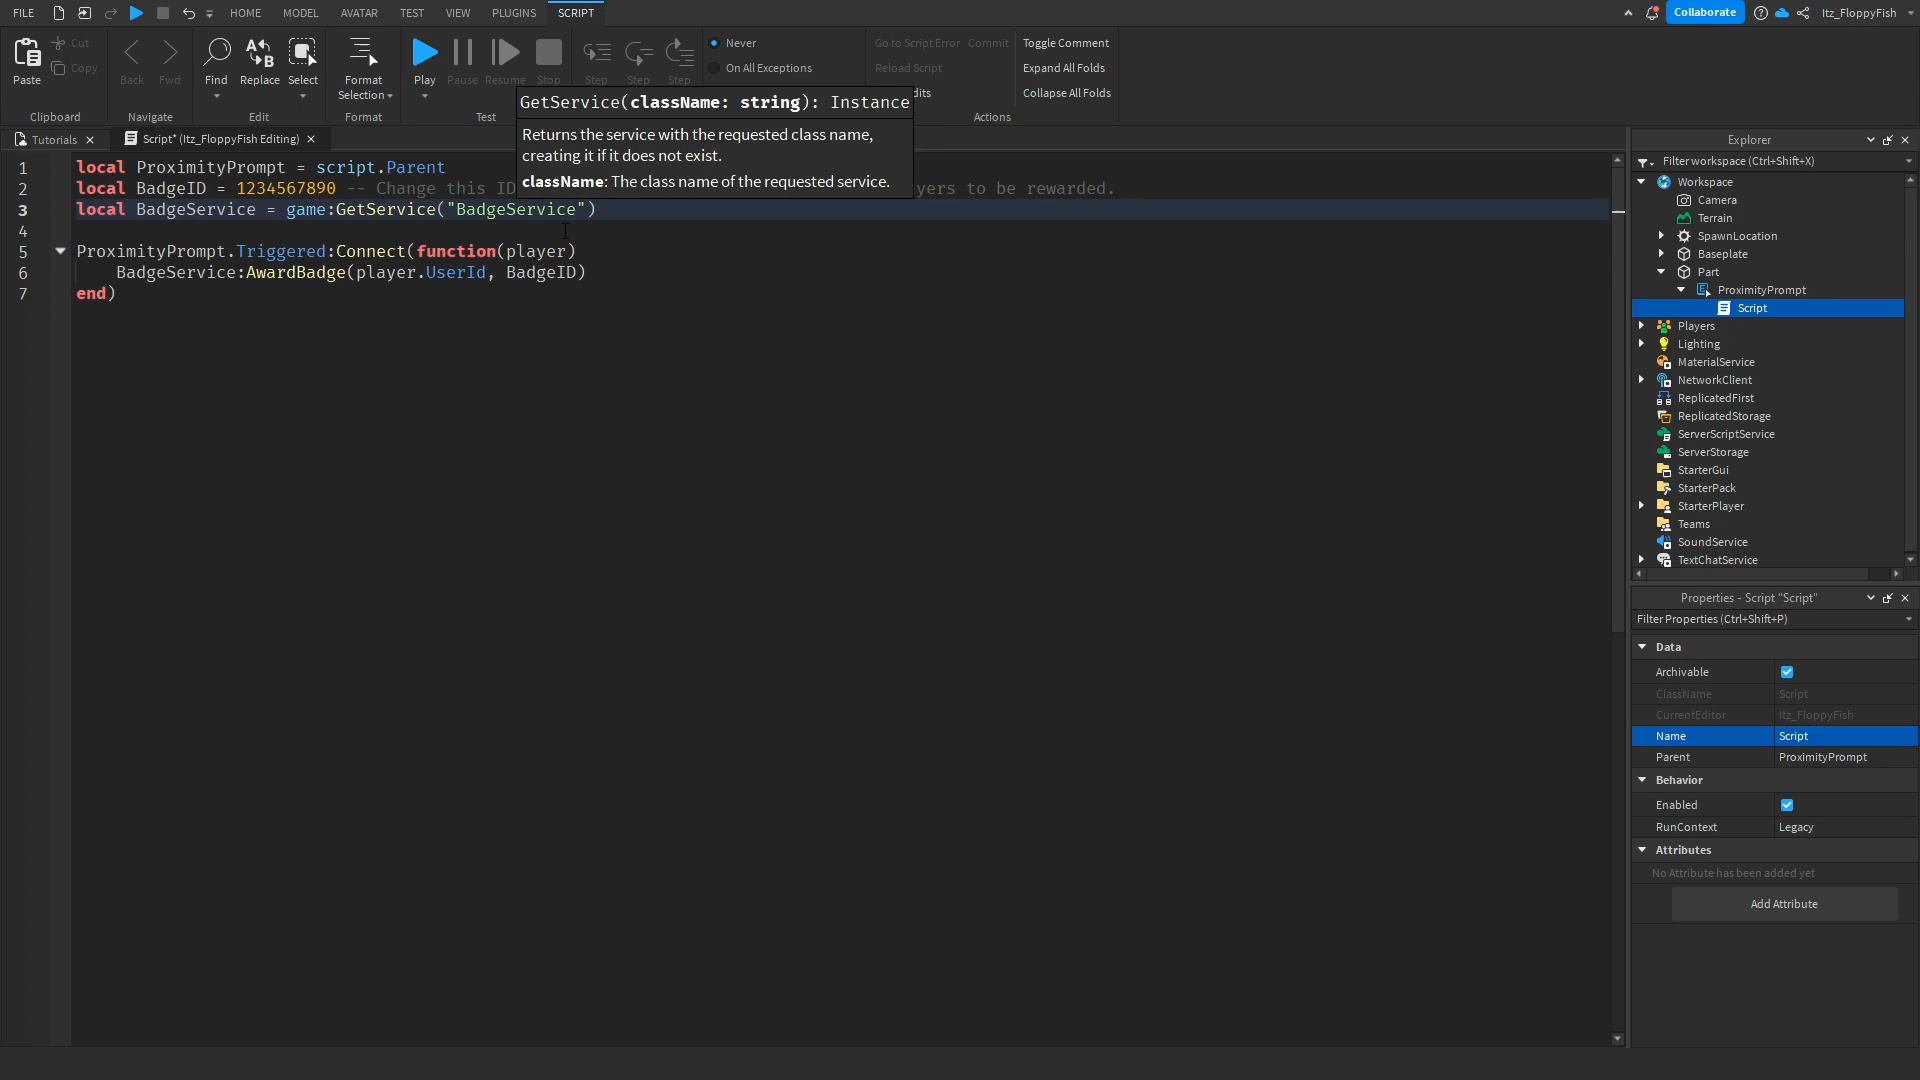 FILE HOME MODEL AVATAR TEST VIEW PLUGINS SCRIPT Collaborate Itz_FloppyFish
Paste Cut Copy Back Fwd Find Replace Select Format Selection Play Pause Resume Stop Step Step Step
Never
On All Exceptions
Go to Script Error Commit
Reload Script
Toggle Comment
Expand All Folds
Collapse All Folds
Clipboard Navigate Edit Format Test Actions
GetService(className: string): Instance
Returns the service with the requested class name,
creating it if it does not exist.
className: The class name of the requested service.
Tutorials Script* (Itz_FloppyFish Editing)
1 local ProximityPrompt = script.Parent
2 local BadgeID = 1234567890 -- Change this ID to be rewarded.
3 local BadgeService = game:GetService("BadgeService")
4
5 ProximityPrompt.Triggered:Connect(function(player)
6 BadgeService:AwardBadge(player.UserId, BadgeID)
7 end)
Explorer
Filter workspace (Ctrl+Shift+X)
Workspace
Camera
Terrain
SpawnLocation
Baseplate
Part
ProximityPrompt
Script
Players
Lighting
MaterialService
NetworkClient
ReplicatedFirst
ReplicatedStorage
ServerScriptService
ServerStorage
StarterGui
StarterPack
StarterPlayer
Teams
SoundService
TextChatService
Properties - Script "Script"
Filter Properties (Ctrl+Shift+P)
Data
Archivable
ClassName Script
CurrentEditor Itz_FloppyFish
Name Script
Parent ProximityPrompt
Behavior
Enabled
RunContext Legacy
Attributes
No Attribute has been added yet
Add Attribute